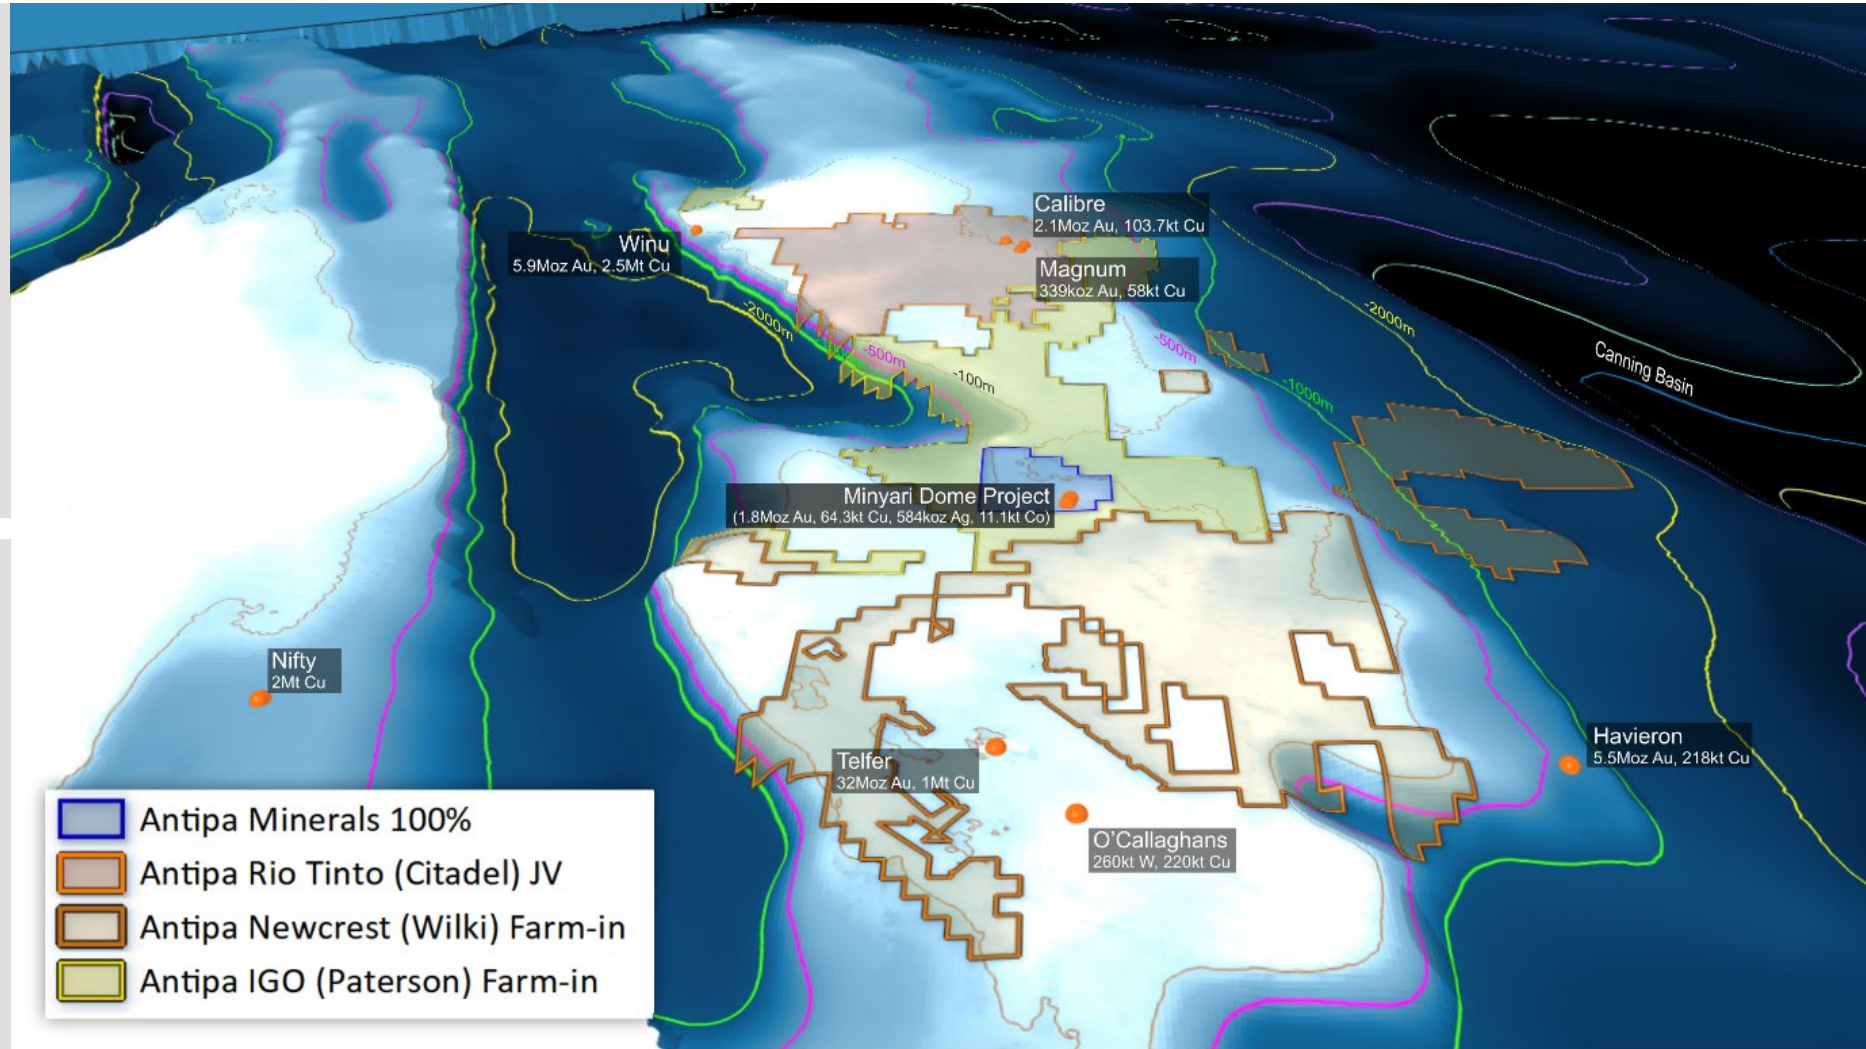 Calibre
2.1Moz Au, 103.7kt Cu
Winu
5.9Moz Au, 2.5Mt Cu
Magnum
339koz Au, 58kt Cu
-2000m
-500m
-100m
-500m
-2000m
-1000m
Canning Basin
Minyari Dome Project
(1.8Moz Au, 64.3kt Cu, 584koz Ag, 11.1kt Co)
Nifty
2Mt Cu
Telfer
32Moz Au, 1Mt Cu
Havieron
5.5Moz Au, 218kt Cu
O'Callaghans
260kt W, 220kt Cu
Antipa Minerals 100%
Antipa Rio Tinto (Citadel) JV
Antipa Newcrest (Wilki) Farm-in
Antipa IGO (Paterson) Farm-in